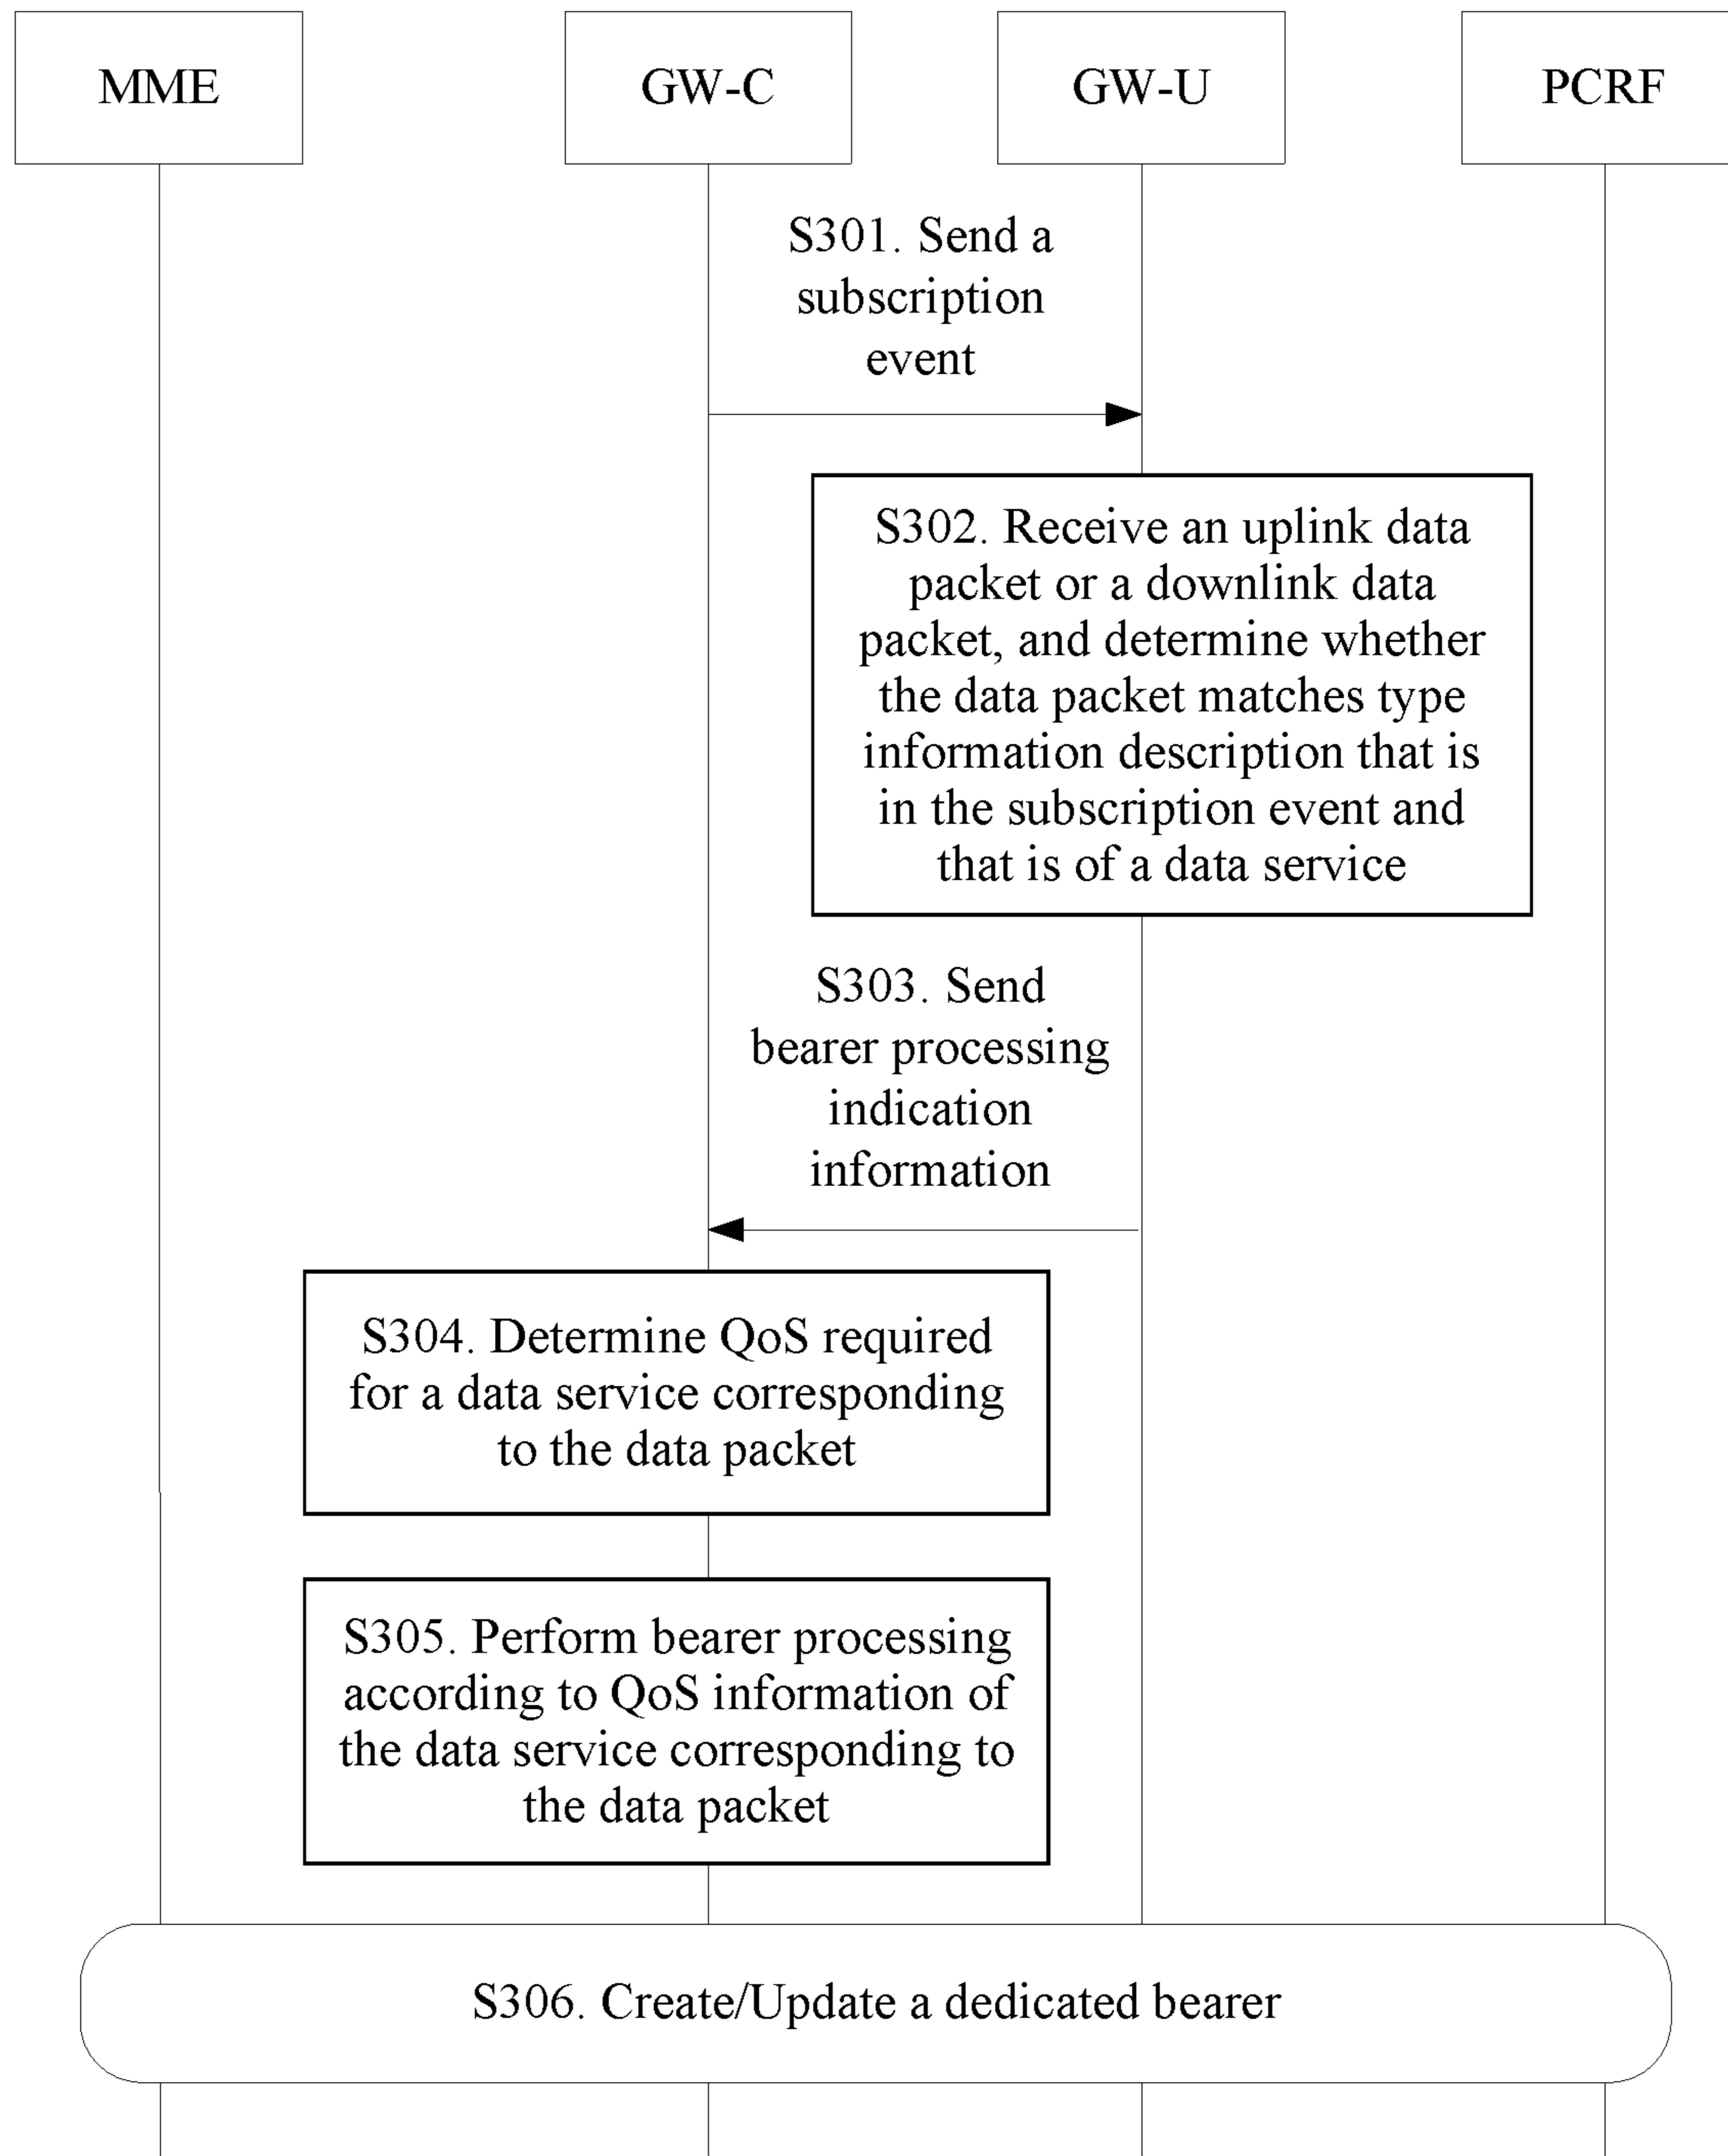 MME
GW-C
GW-U
PCRF
S301. Send a
subscription
event
S302. Receive an uplink data
packet or a downlink data
packet, and determine whether
the data packet matches type
information description that is
in the subscription event and
that is of a data service
S303. Send
bearer processing
indication
information
S304. Determine QoS required
for a data service corresponding
to the data packet
S305. Perform bearer processing
according to QoS information of
the data service corresponding to
the data packet
S306. Create/Update a dedicated bearer